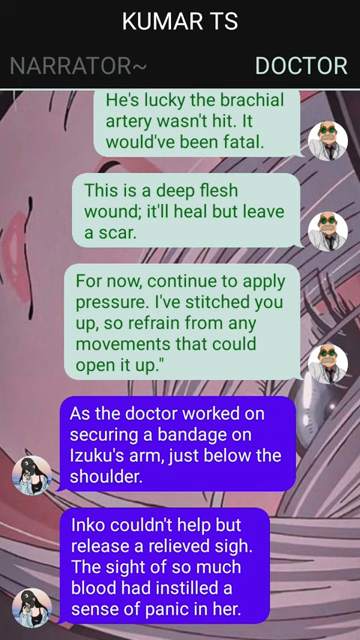 KUMAR TS
NARRATOR~
DOCTOR
He's lucky the brachial
artery wasn't hit. It
would've been fatal.
This is a deep flesh
wound; it'll heal but leave
a scar.
For now, continue to apply
pressure. I've stitched you
up, so refrain from any
movements that could
open it up."
As the doctor worked on
securing a bandage on
Izuku's arm, just below the
shoulder.
Inko couldn't help but
release a relieved sigh.
The sight of so much
blood had instilled a
sense of panic in her.